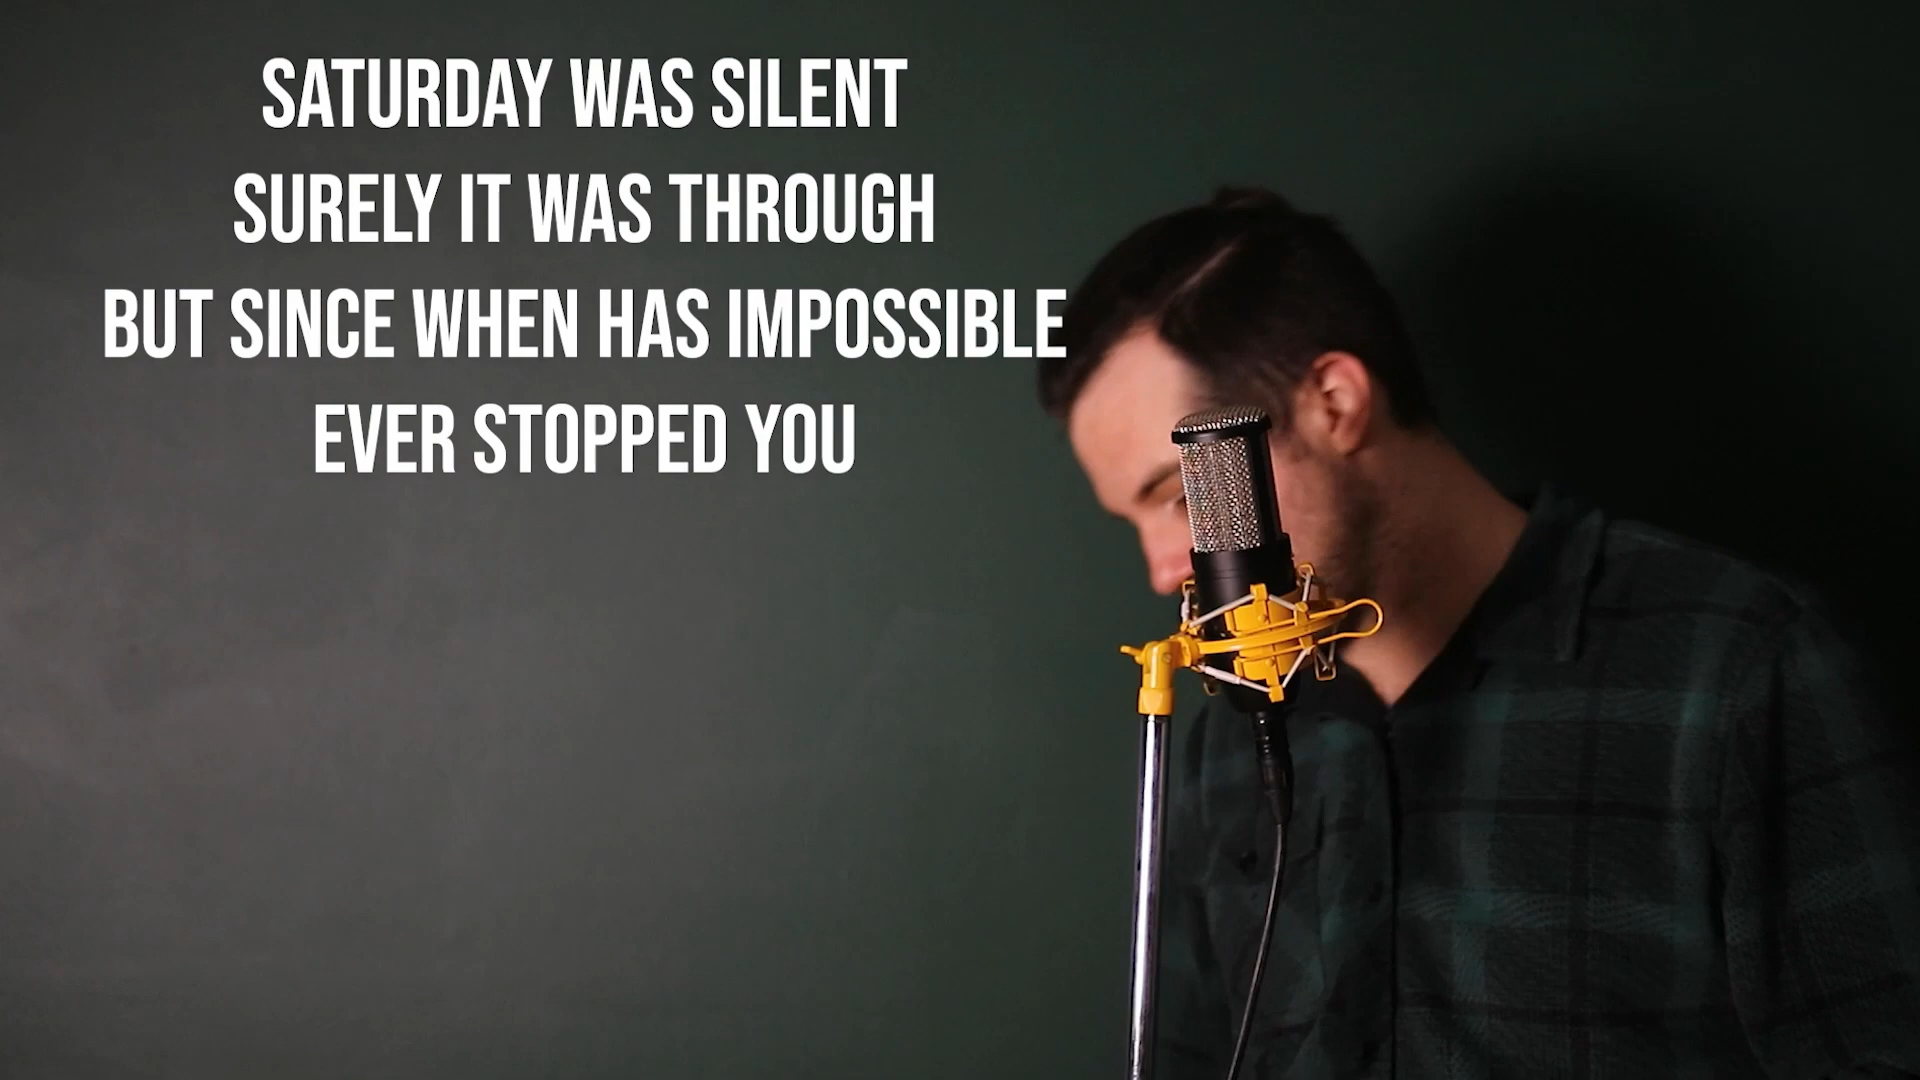 SATURDAY WAS SILENT
SURELY IT WAS THROUGH
BUT SINCE WHEN HAS IMPOSSIBLE
EVER STOPPED YOU